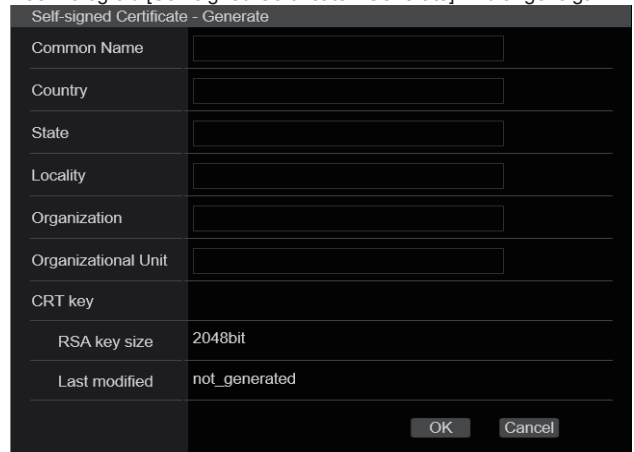 Self-signed Certificate - Generate
Common Name
Country
State
Locality
Organization
Organizational Unit
CRT key
RSA key size 2048bit
Last modified not_generated
OK Cancel